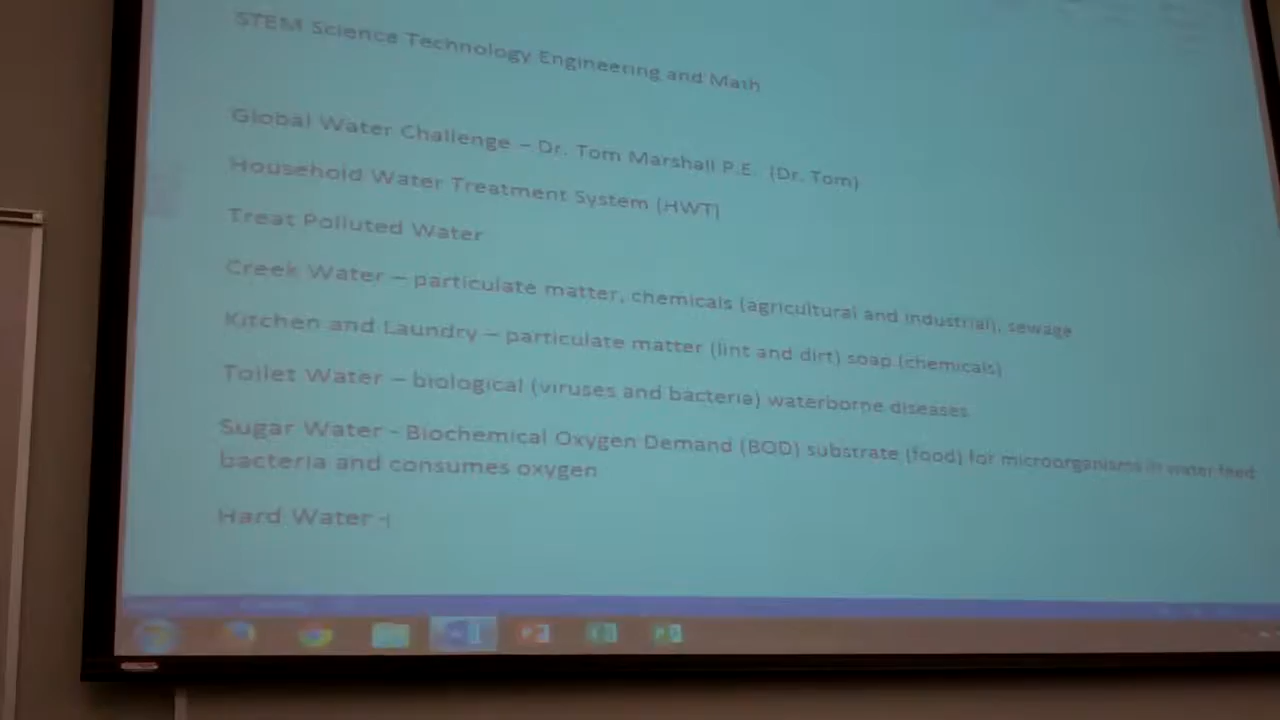 STEM Science Technology Engineering and Math
Global Water Challenge – Dr. Tom Marshall P.E. (Dr. Tom)
Household Water Treatment System (HWT)
Treat Polluted Water
Creek Water – particulate matter, chemicals (agricultural and industrial), sewage
Kitchen and Laundry – particulate matter (lint and dirt) soap (chemicals)
Toilet Water – biological (viruses and bacteria) waterborne diseases
Sugar Water - Biochemical Oxygen Demand (BOD) substrate (food) for microorganisms in water feed
bacteria and consumes oxygen
Hard Water -